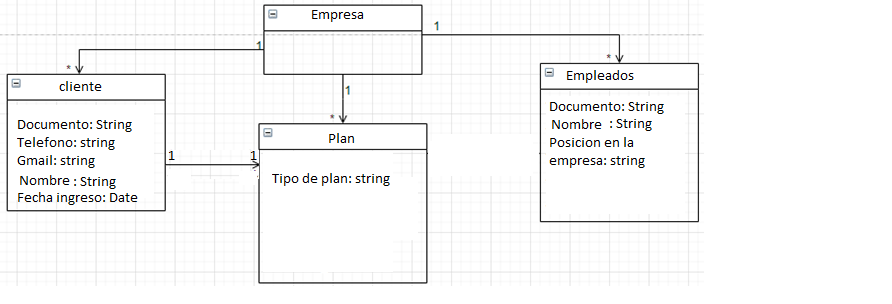 Empresa
1
1
*
1
*
*
cliente
Documento: String
Telefono: string
Gmail: string
Nombre : String
Fecha ingreso: Date
1
1
Plan
Tipo de plan: string
Empleados
Documento: String
Nombre : String
Posicion en la
empresa: string